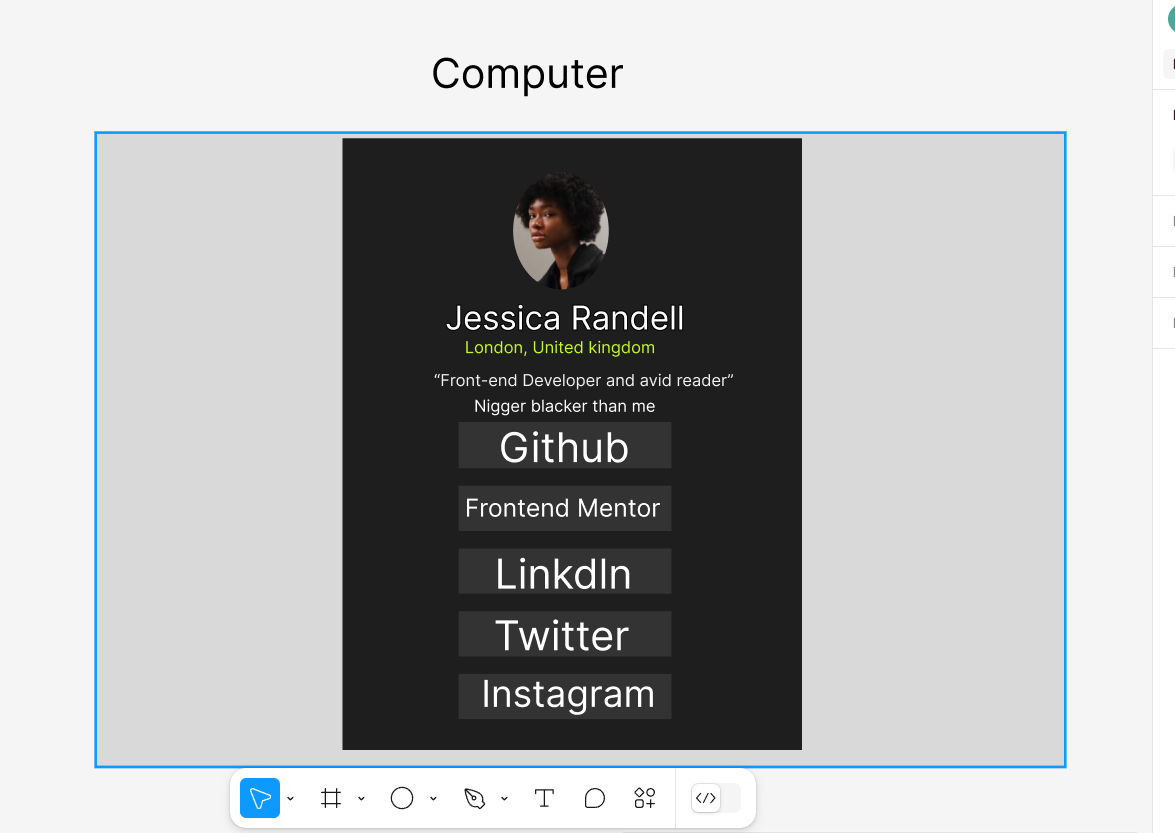 Computer
Jessica Randell
London, United kingdom
“Front-end Developer and avid reader”
Nigger blacker than me
Github
Frontend Mentor
LinkdIn
Twitter
Instagram